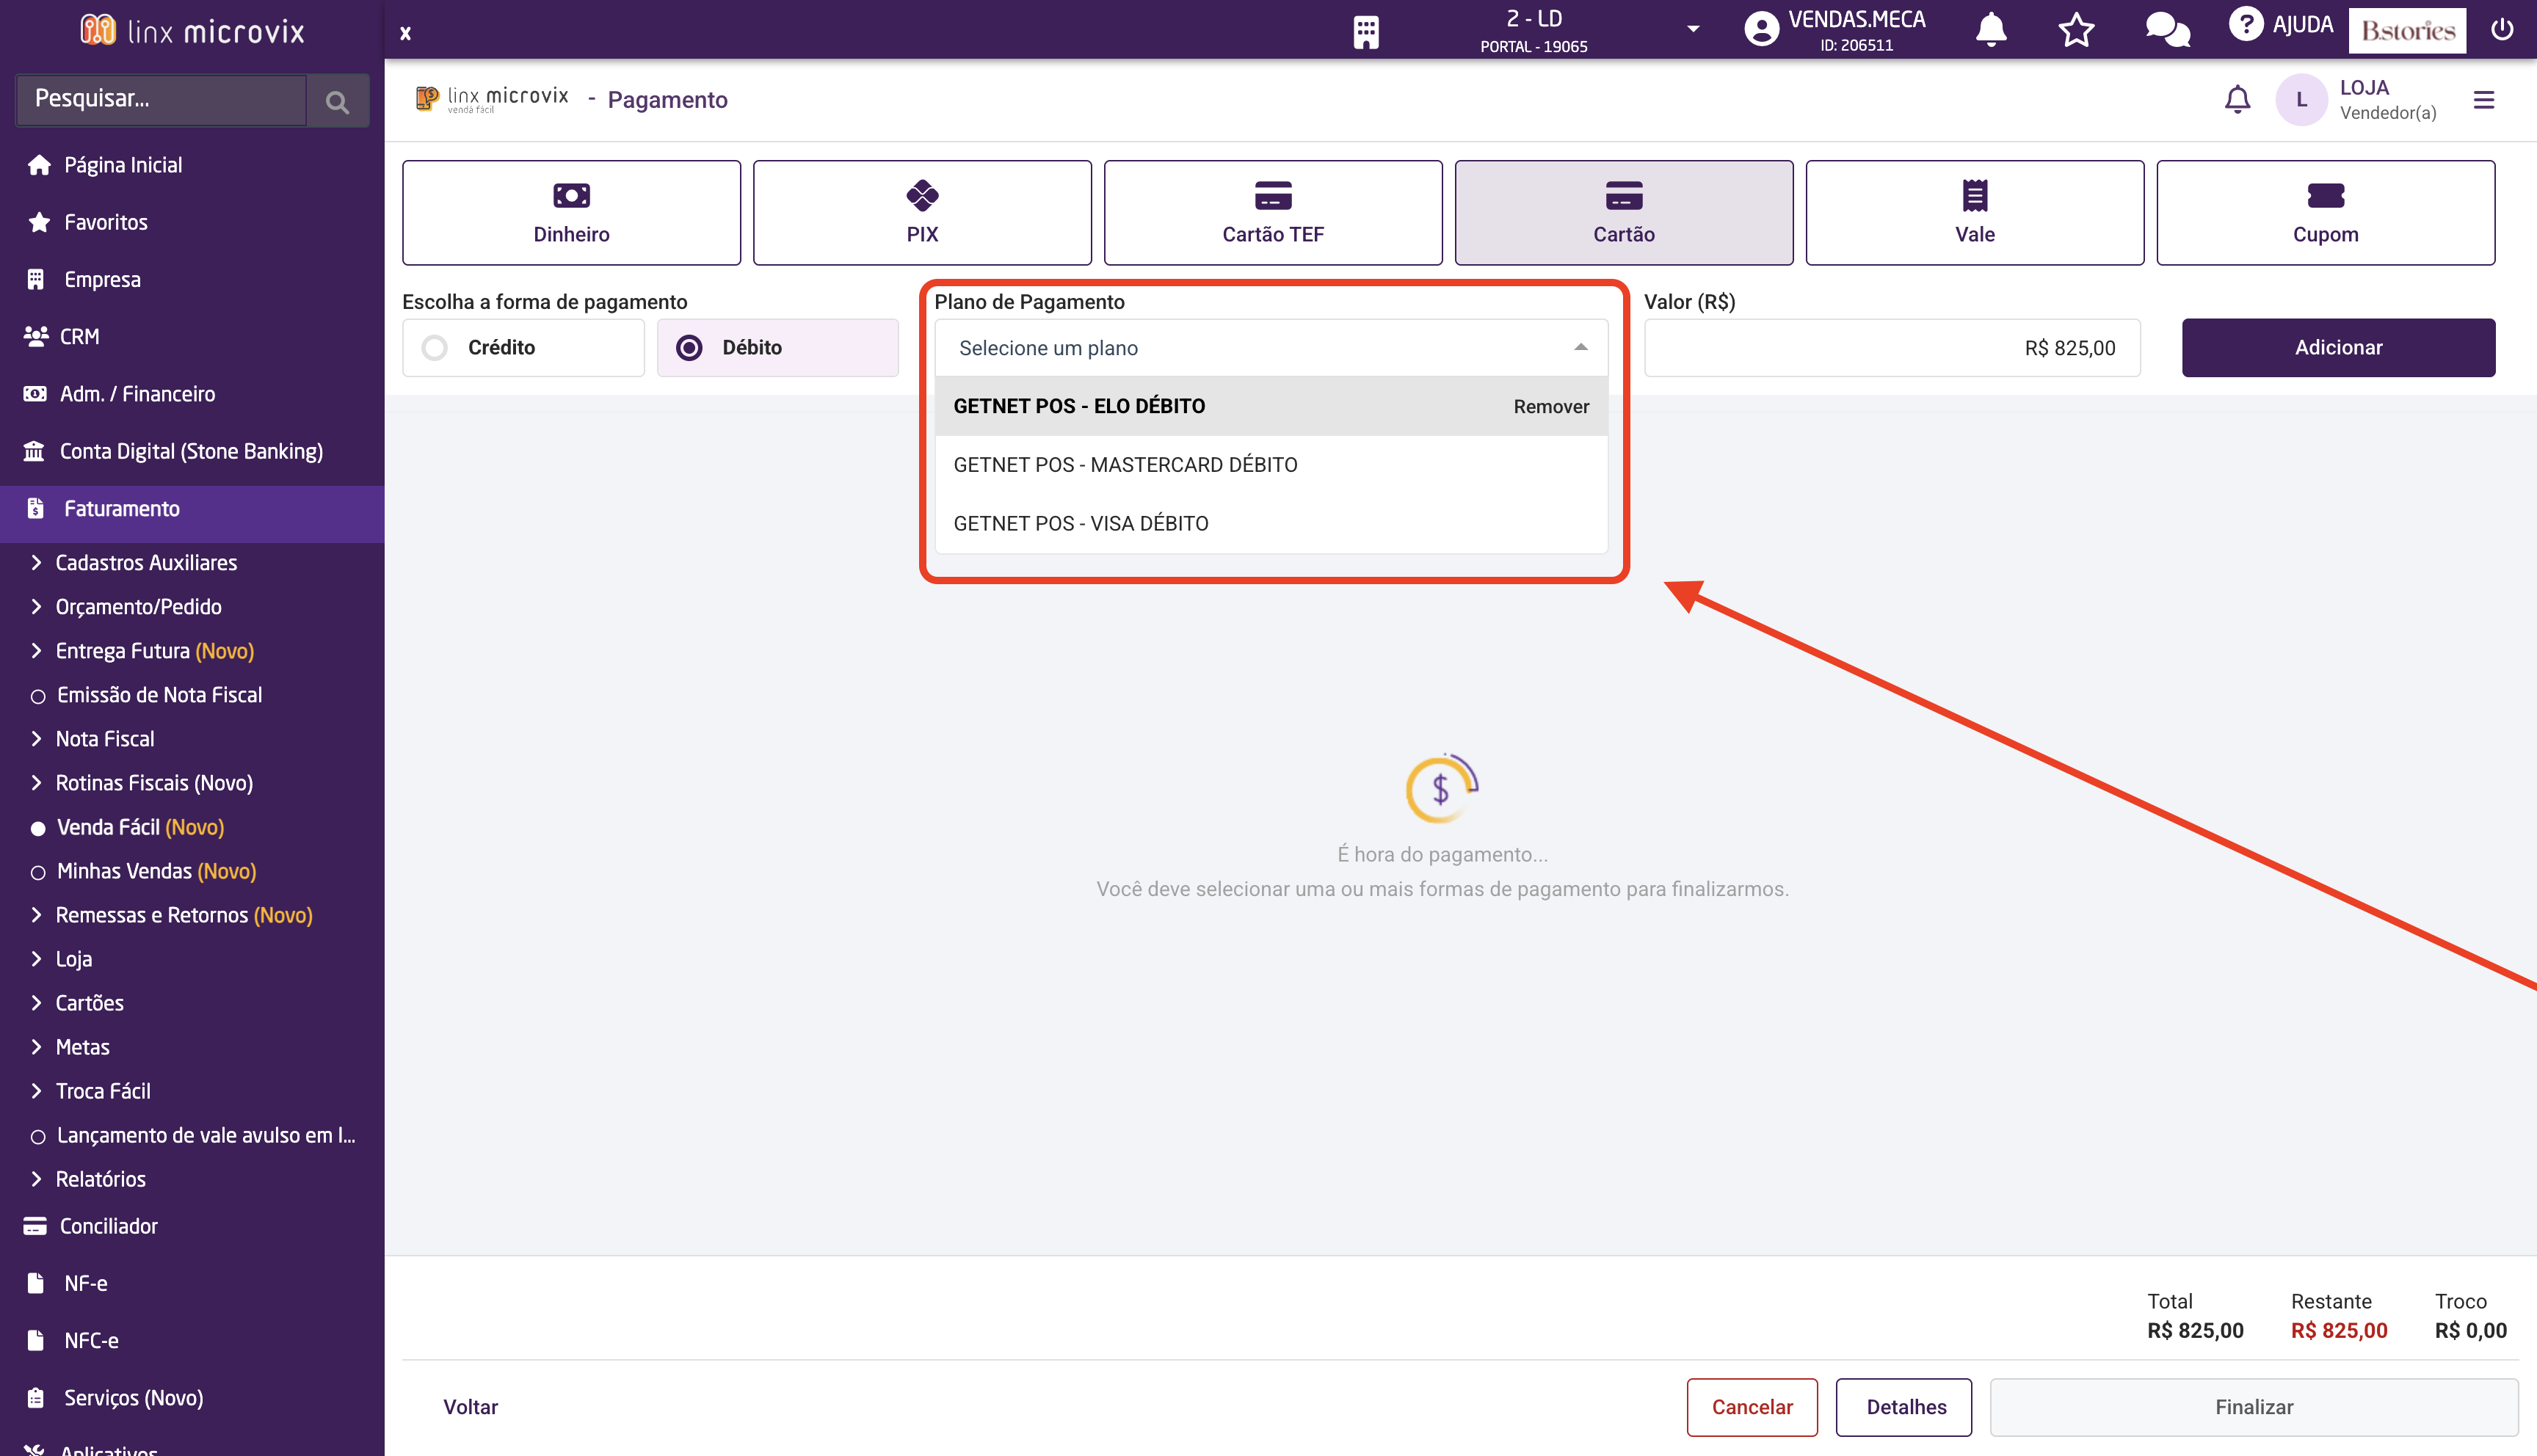 linx microvix
x
2 - LD
PORTAL - 19065
VENDAS.MECA
ID: 206511
? AJUDA
B.stories
Pesquisar...
Página Inicial
Favoritos
Empresa
CRM
Adm. / Financeiro
Conta Digital (Stone Banking)
Faturamento
Cadastros Auxiliares
Orçamento/Pedido
Entrega Futura (Novo)
Emissão de Nota Fiscal
Nota Fiscal
Rotinas Fiscais (Novo)
Venda Fácil (Novo)
Minhas Vendas (Novo)
Remessas e Retornos (Novo)
Loja
Cartões
Metas
Troca Fácil
Lançamento de vale avulso em l...
Relatórios
Conciliador
NF-e
NFC-e
Serviços (Novo)
Aplicativos
linx microvix
venda fácil
- Pagamento
L
LOJA
Vendedor(a)
Dinheiro
PIX
Cartão TEF
Cartão
Vale
Cupom
Escolha a forma de pagamento
Crédito
Débito
Plano de Pagamento
Selecione um plano
GETNET POS - ELO DÉBITO Remover
GETNET POS - MASTERCARD DÉBITO
GETNET POS - VISA DÉBITO
Valor (R$)
R$ 825,00
Adicionar
$
É hora do pagamento...
Você deve selecionar uma ou mais formas de pagamento para finalizarmos.
Total
R$ 825,00
Restante
R$ 825,00
Troco
R$ 0,00
Voltar
Cancelar
Detalhes
Finalizar